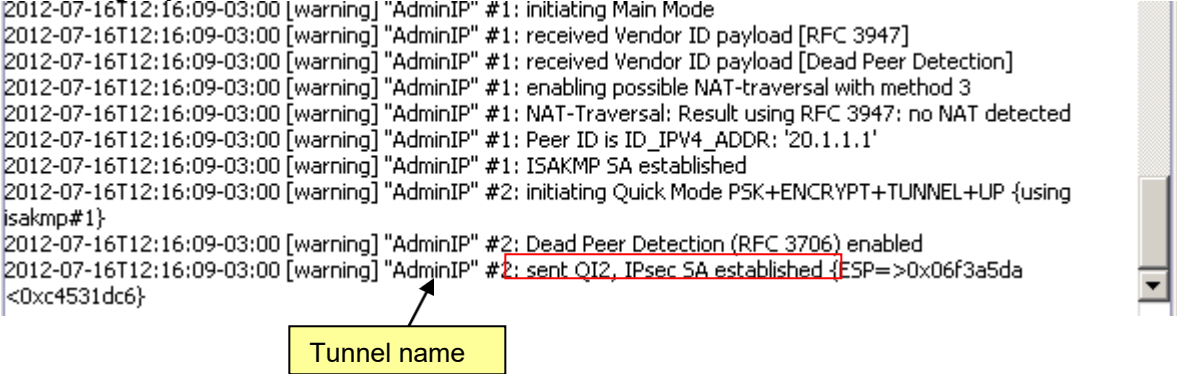 2012-07-16T12:16:09-03:00 [warning] "AdminIP" #1: initiating Main Mode
2012-07-16T12:16:09-03:00 [warning] "AdminIP" #1: received Vendor ID payload [RFC 3947]
2012-07-16T12:16:09-03:00 [warning] "AdminIP" #1: received Vendor ID payload [Dead Peer Detection]
2012-07-16T12:16:09-03:00 [warning] "AdminIP" #1: enabling possible NAT-traversal with method 3
2012-07-16T12:16:09-03:00 [warning] "AdminIP" #1: NAT-Traversal: Result using RFC 3947: no NAT detected
2012-07-16T12:16:09-03:00 [warning] "AdminIP" #1: Peer ID is ID_IPV4_ADDR: '20.1.1.1'
2012-07-16T12:16:09-03:00 [warning] "AdminIP" #1: ISAKMP SA established
2012-07-16T12:16:09-03:00 [warning] "AdminIP" #2: initiating Quick Mode PSK+ENCRYPT+TUNNEL+UP {using
isakmp#1}
2012-07-16T12:16:09-03:00 [warning] "AdminIP" #2: Dead Peer Detection (RFC 3706) enabled
2012-07-16T12:16:09-03:00 [warning] "AdminIP" #2: sent QI2, IPsec SA established {ESP=>0x06f3a5da
<0xc4531dc6}
Tunnel name